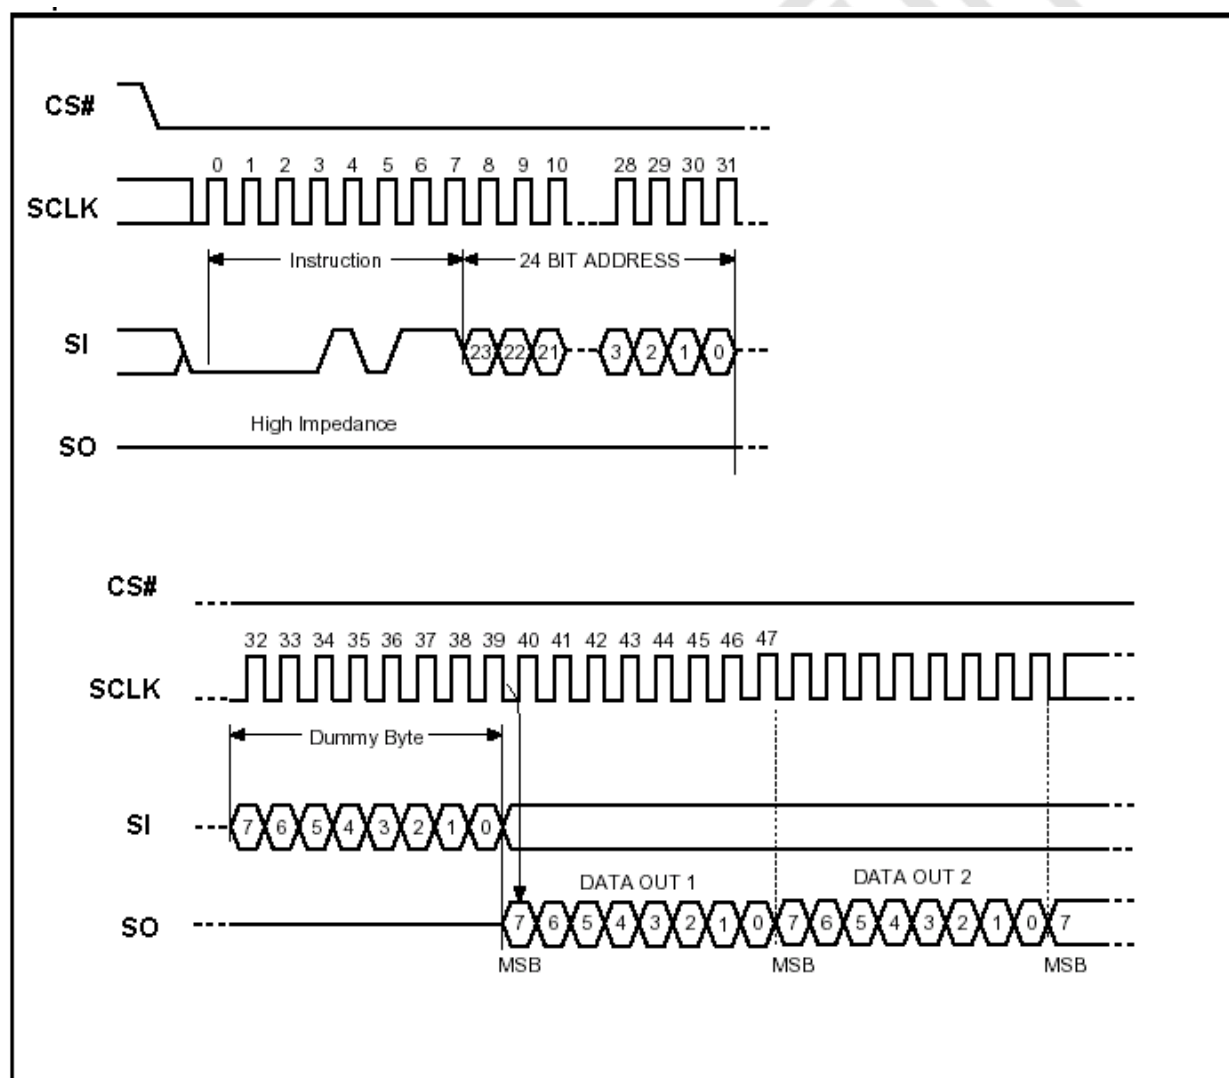 CS#
0 1 2 3 4 5 6 7 8 9 10 28 29 30 31
SCLK
Instruction 24 BIT ADDRESS
SI
23 22 21 3 2 1 0
High Impedance
SO
CS#
32 33 34 35 36 37 38 39 40 41 42 43 44 45 46 47
SCLK
Dummy Byte
SI
7 6 5 4 3 2 1 0
DATA OUT 1 DATA OUT 2
SO
7 6 5 4 3 2 1 0 7 6 5 4 3 2 1 0 7
MSB MSB MSB